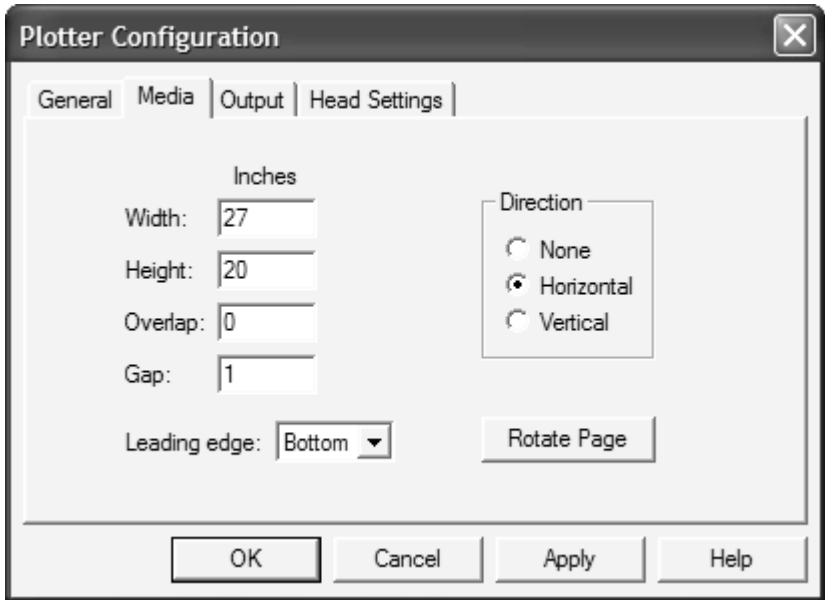 Plotter Configuration
General Media Output Head Settings
Inches
Width: 27
Height: 20
Overlap: 0
Gap: 1
Leading edge: Bottom
Direction
None
Horizontal
Vertical
Rotate Page
OK Cancel Apply Help